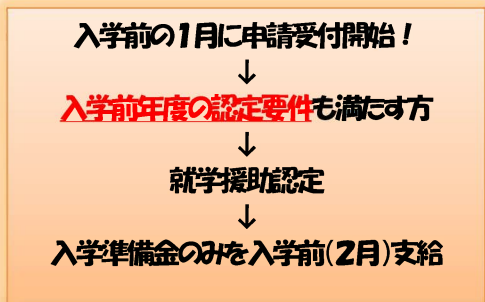 入学前の1月に申請受付開始！
↓
入学前年度の認定要件も満たす方
↓
就学援助認定
↓
入学準備金のみを入学前(2月)支給